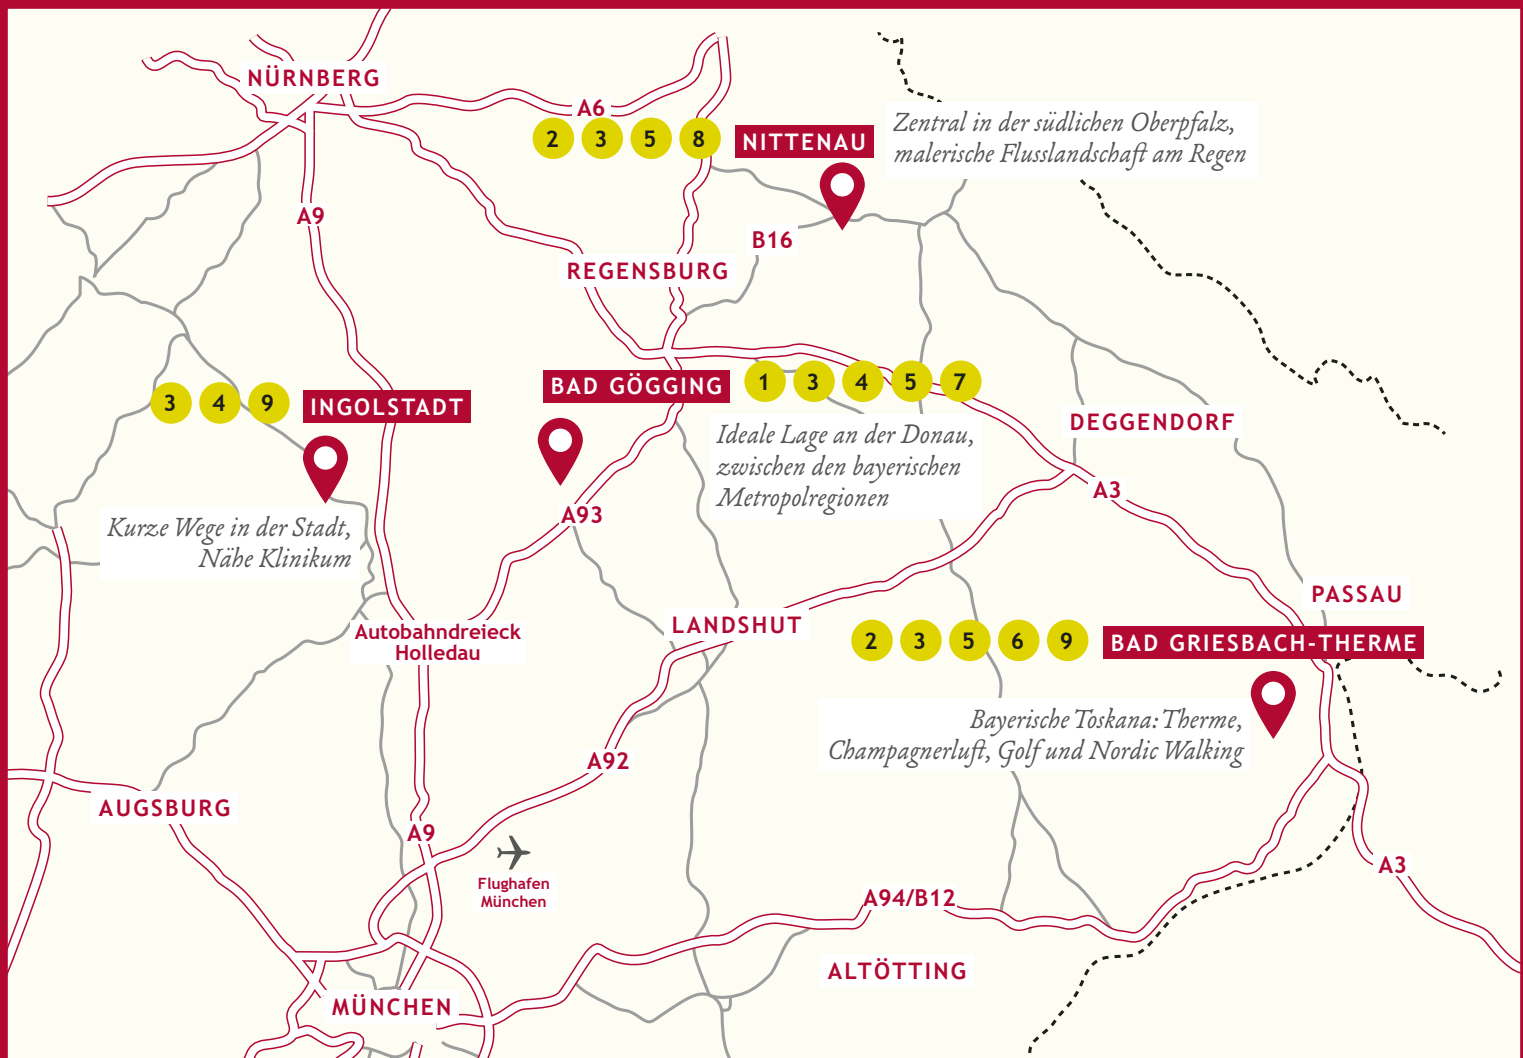 NÜRNBERG
A6
2 3 5 8
NITTENAU
Zentral in der südlichen Oberpfalz,
malerische Flusslandschaft am Regen
A9
B16
REGENSBURG
BAD GÖGGING
1 3 4 5 7
3 4 9
INGOLSTADT
Ideale Lage an der Donau,
zwischen den bayerischen
Metropolregionen
DEGGENDORF
A3
A93
Kurze Wege in der Stadt,
Nähe Klinikum
PASSAU
LANDSHUT
Autobahndreieck
Holledau
2 3 5 6 9
BAD GRIESBACH-THERME
Bayerische Toskana: Therme,
Champagnerluft, Golf und Nordic Walking
A92
AUGSBURG
A9
Flughafen
München
A3
A94/B12
ALTÖTTING
MÜNCHEN